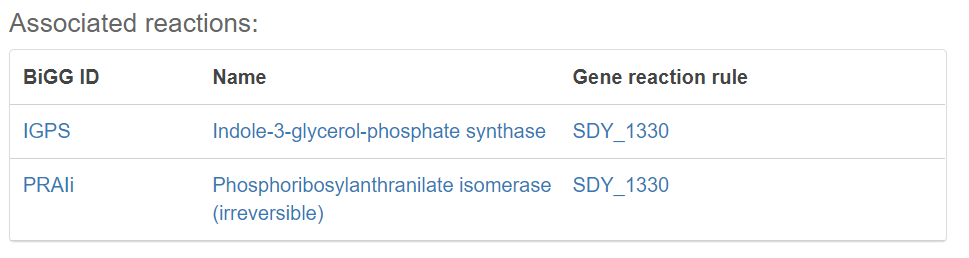 Associated reactions:
BiGG ID Name Gene reaction rule
IGPS Indole-3-glycerol-phosphate synthase SDY_1330
PRAIi Phosphoribosylanthranilate isomerase SDY_1330
(irreversible)